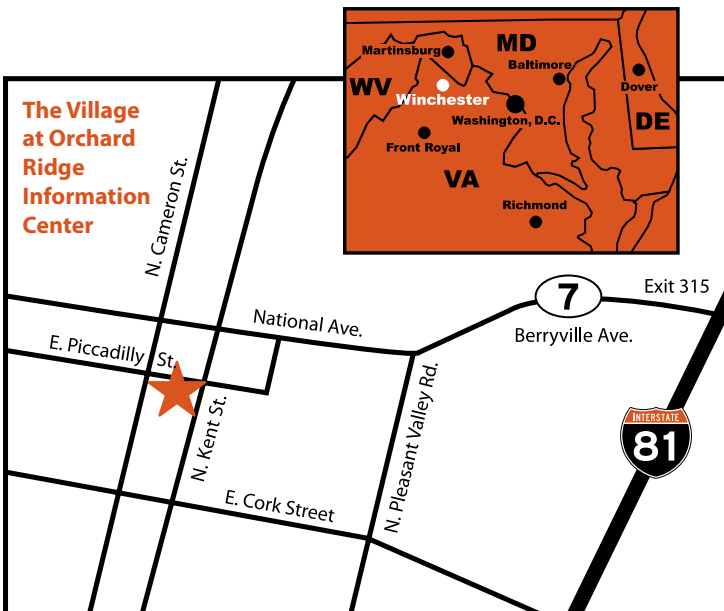 The Village
at Orchard
Ridge
Information
Center
MD
Martinsburg
Baltimore
WV
Winchester
Dover
Washington, D.C.
DE
Front Royal
VA
Richmond
N. Cameron St.
National Ave.
7
Exit 315
Berryville Ave.
E. Piccadilly St.
N. Kent St.
N. Pleasant Valley Rd.
INTERSTATE
81
E. Cork Street